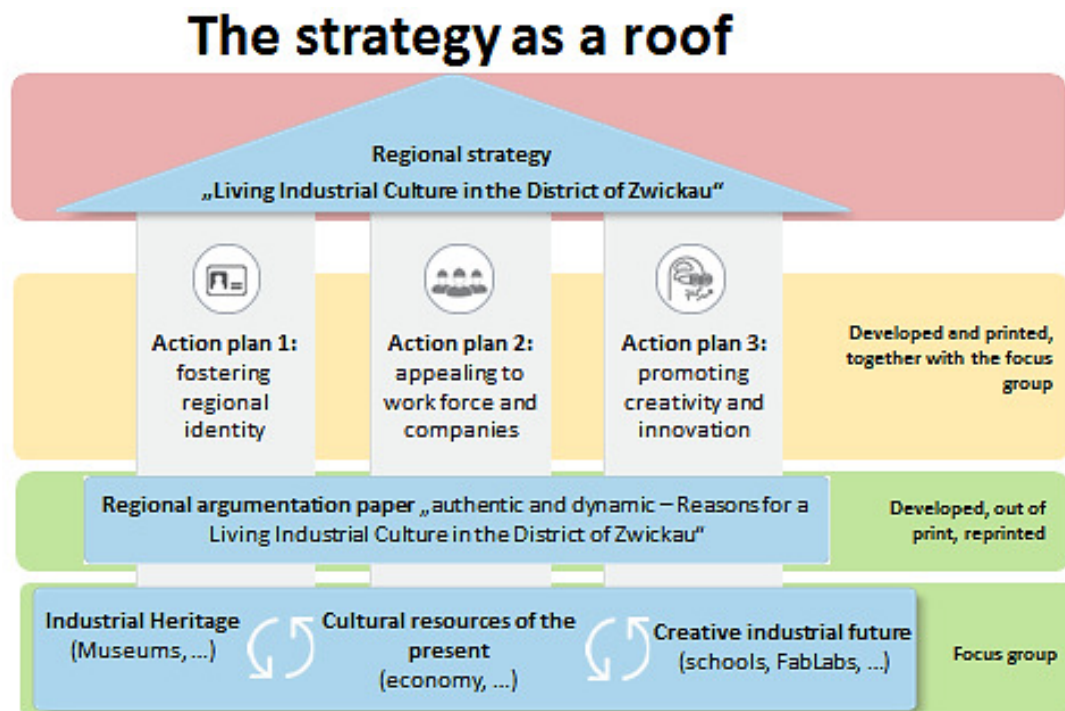 The strategy as a roof
Regional strategy
„Living Industrial Culture in the District of Zwickau“
Action plan 1:
fostering
regional
identity
Action plan 2:
appealing to
work force and
companies
Action plan 3:
promoting
creativity and
innovation
Developed and printed,
together with the focus
group
Regional argumentation paper „authentic and dynamic – Reasons for a
Living Industrial Culture in the District of Zwickau“
Developed, out of
print, reprinted
Industrial Heritage
(Museums, ...)
Cultural resources of the
present
(economy, ...)
Creative industrial future
(schools, FabLabs, ...)
Focus group